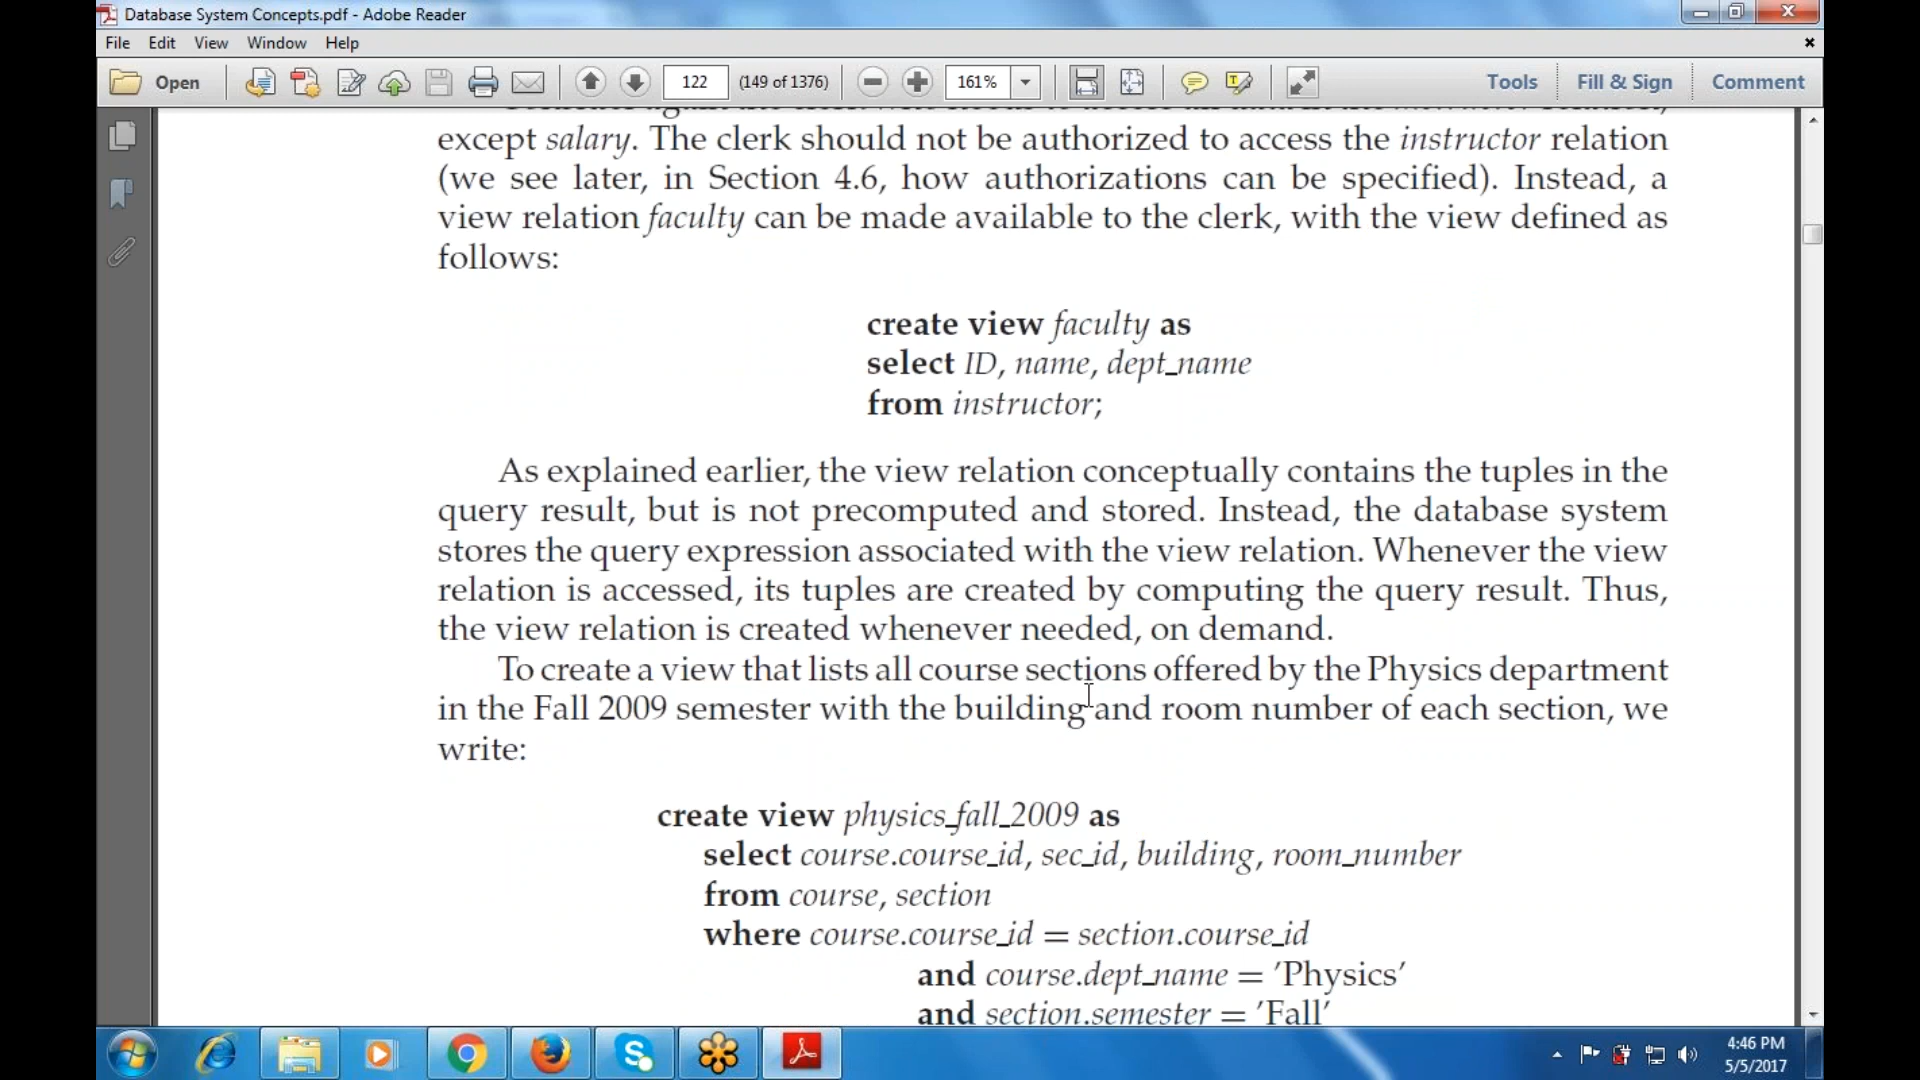 Database System Concepts.pdf - Adobe Reader
File Edit View Window Help
Open 122 (149 of 1376) 161% Tools Fill & Sign Comment
except salary. The clerk should not be authorized to access the instructor relation
(we see later, in Section 4.6, how authorizations can be specified). Instead, a
view relation faculty can be made available to the clerk, with the view defined as
follows:
create view faculty as
select ID, name, dept_name
from instructor;
As explained earlier, the view relation conceptually contains the tuples in the
query result, but is not precomputed and stored. Instead, the database system
stores the query expression associated with the view relation. Whenever the view
relation is accessed, its tuples are created by computing the query result. Thus,
the view relation is created whenever needed, on demand.
To create a view that lists all course sections offered by the Physics department
in the Fall 2009 semester with the building and room number of each section, we
write:
create view physics_fall_2009 as
select course.course_id, sec_id, building, room_number
from course, section
where course.course_id = section.course_id
and course.dept_name = ’Physics’
and section.semester = ’Fall’
4:46 PM
5/5/2017